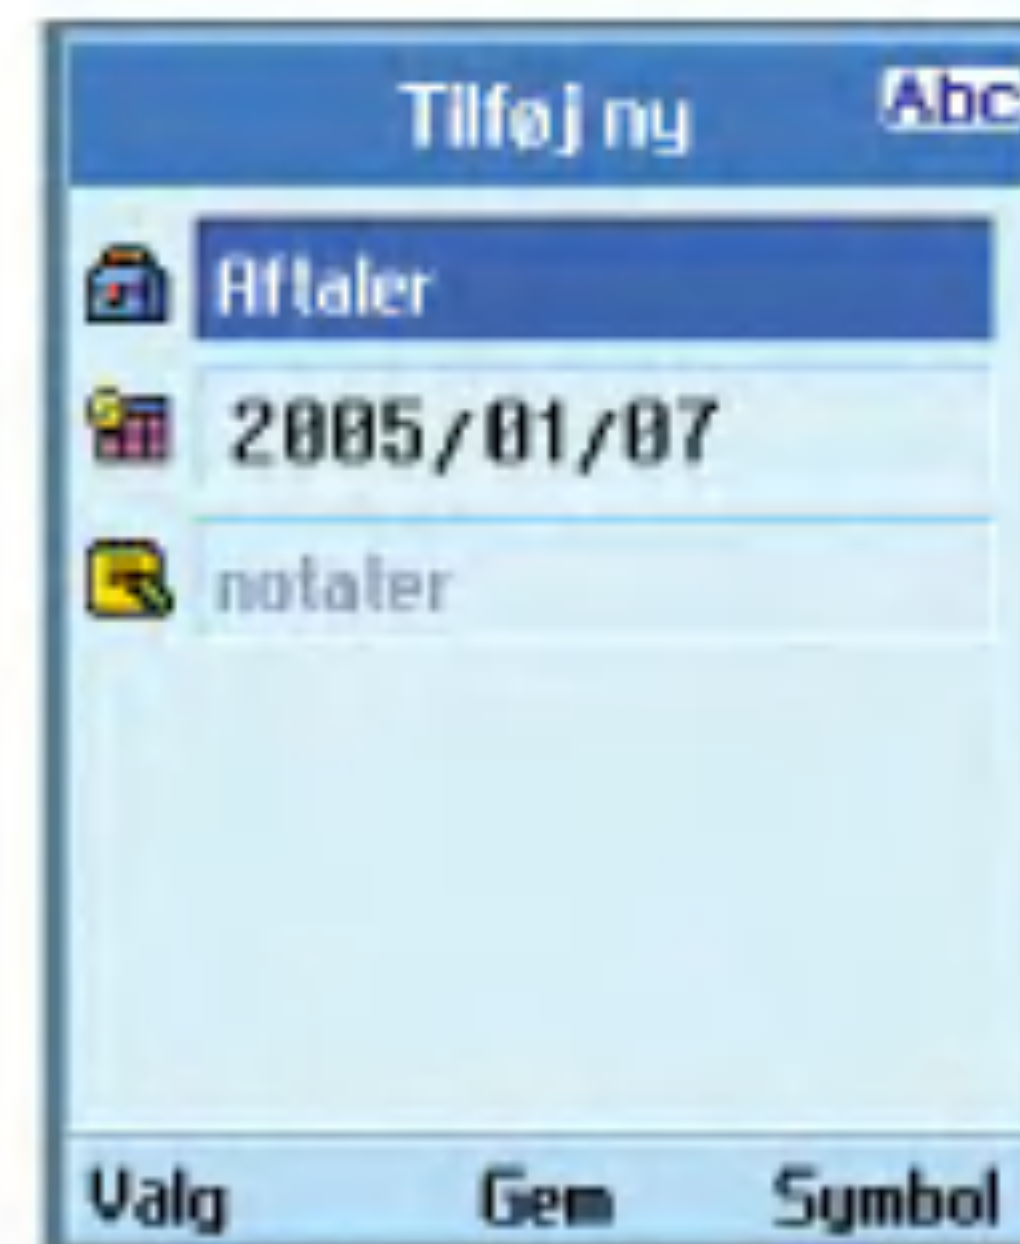 Tilføj ny Abc
Aftaler
2005/01/07
notater
Valg Gem Symbol